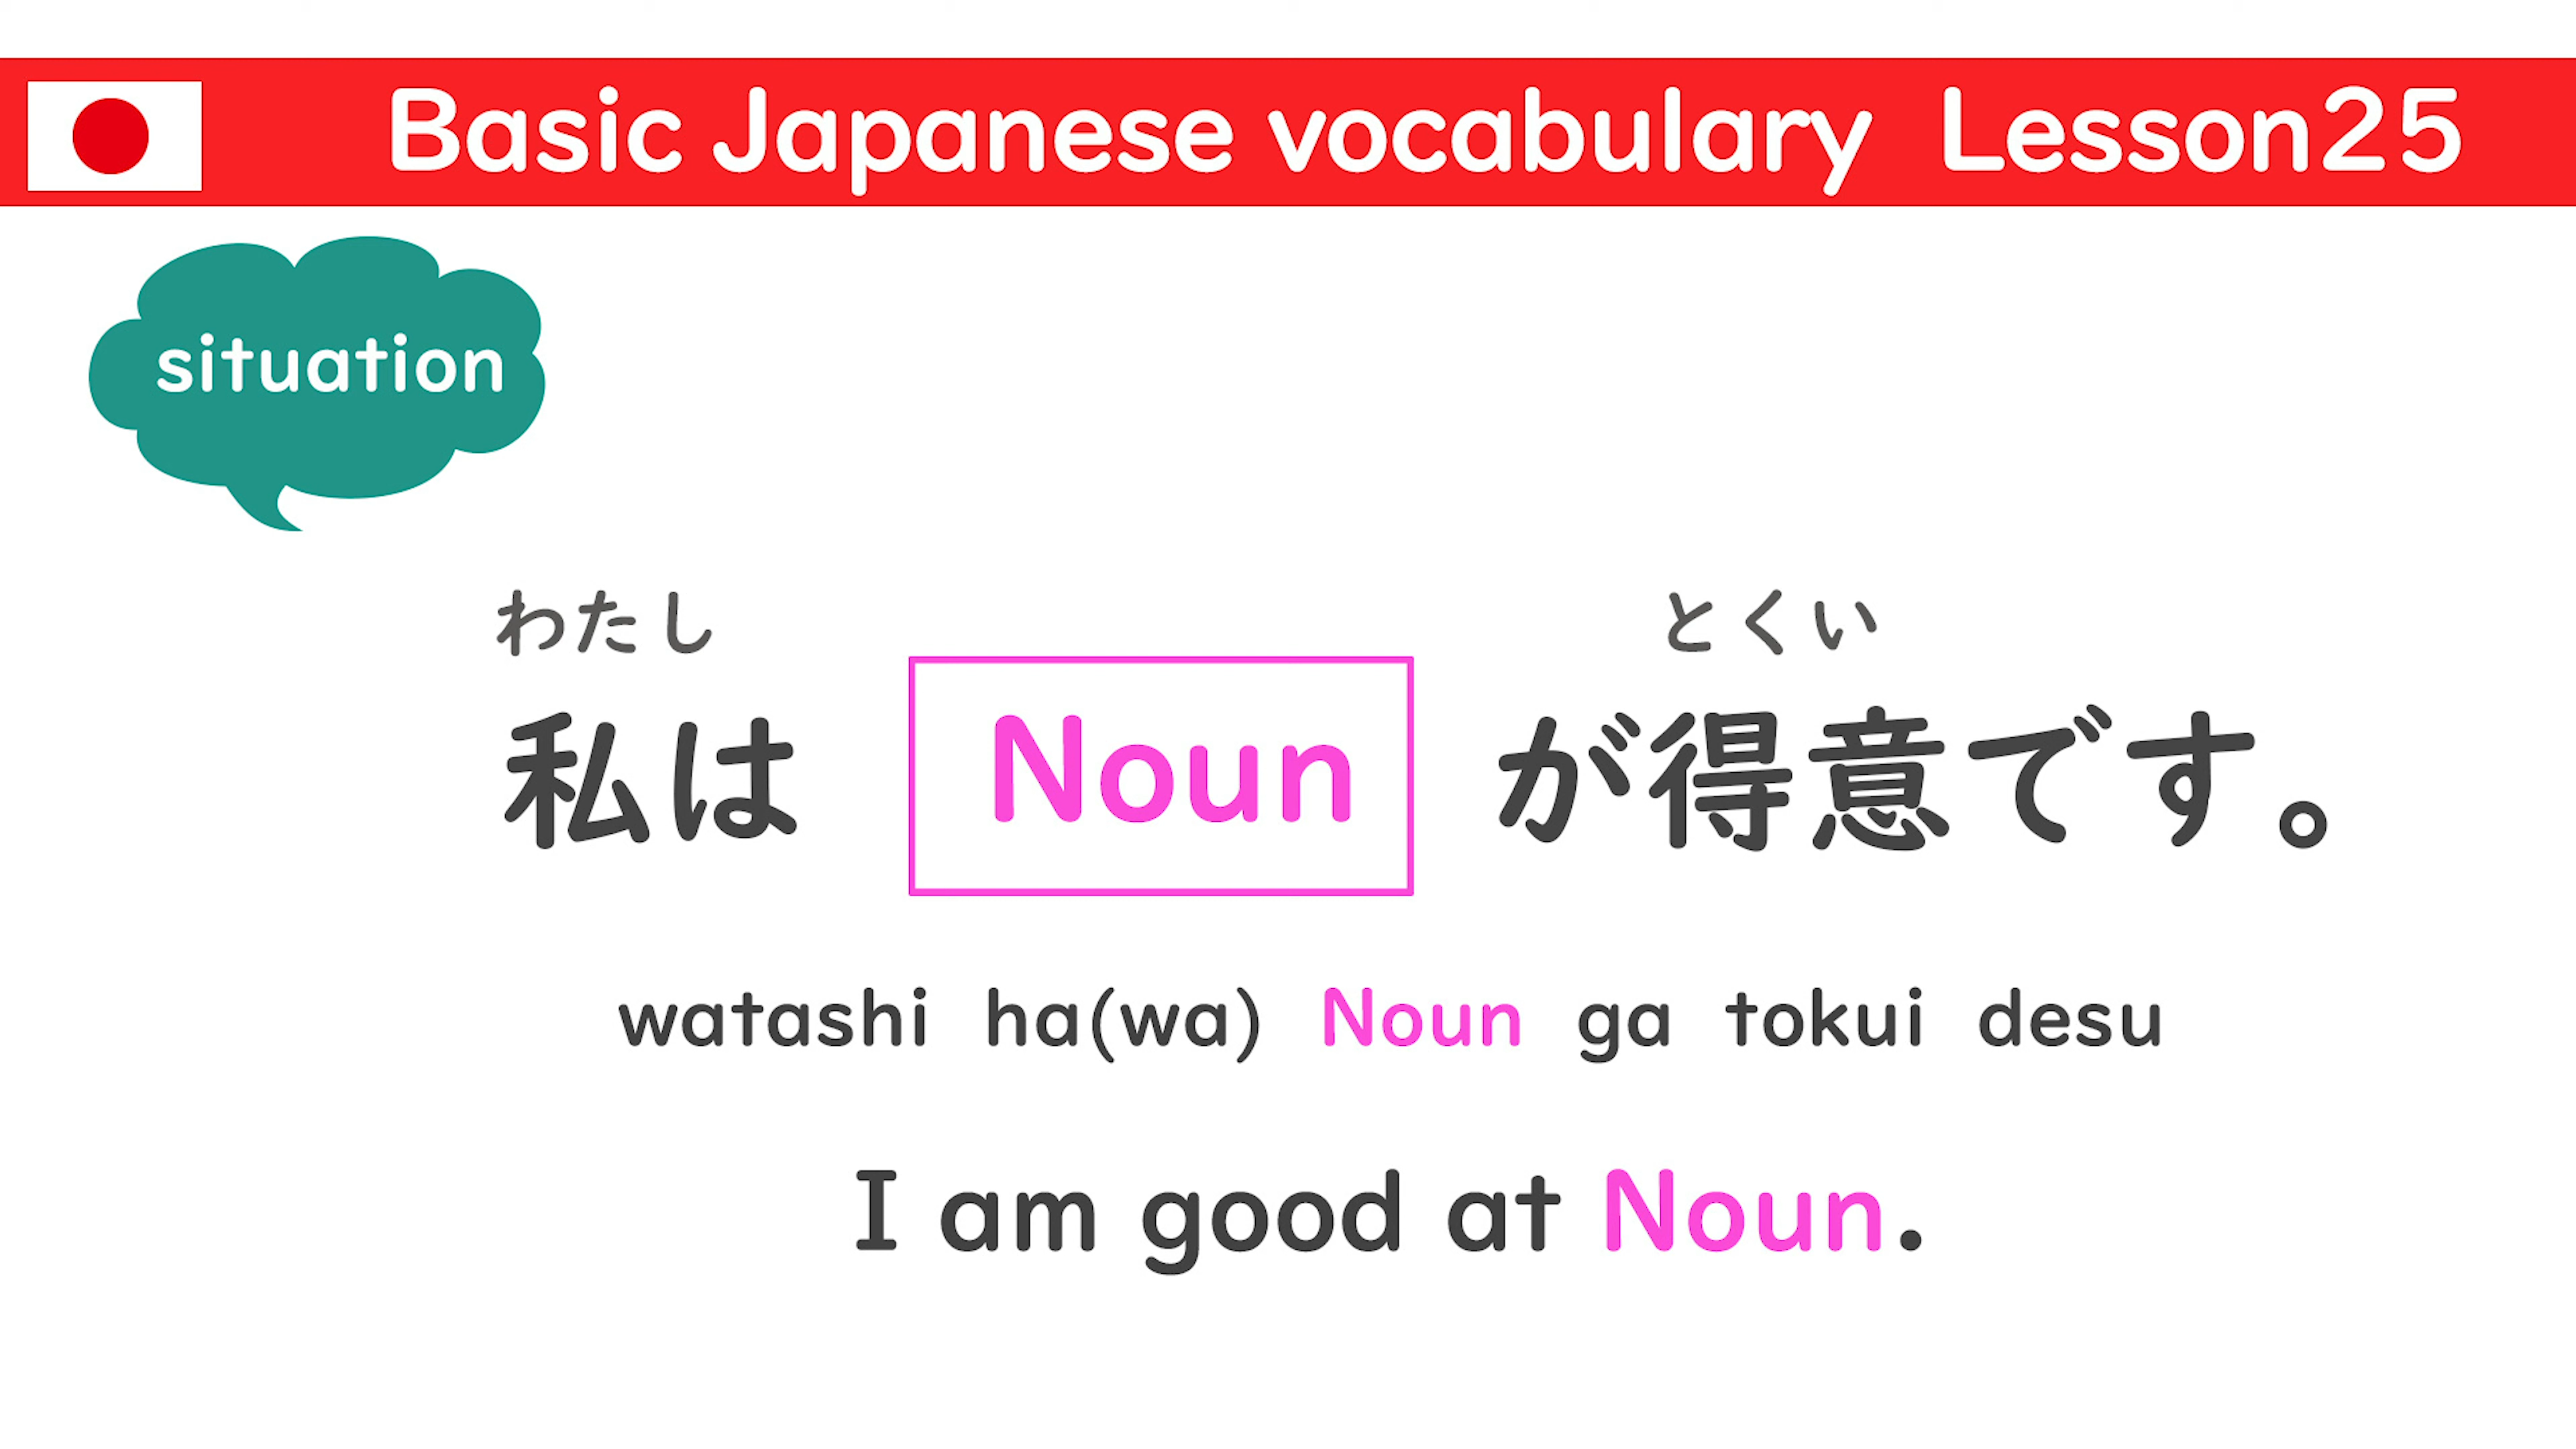 Basic Japanese vocabulary Lesson25
situation
わたし とくい
私は Noun が得意です。
watashi ha(wa) Noun ga tokui desu
I am good at Noun.